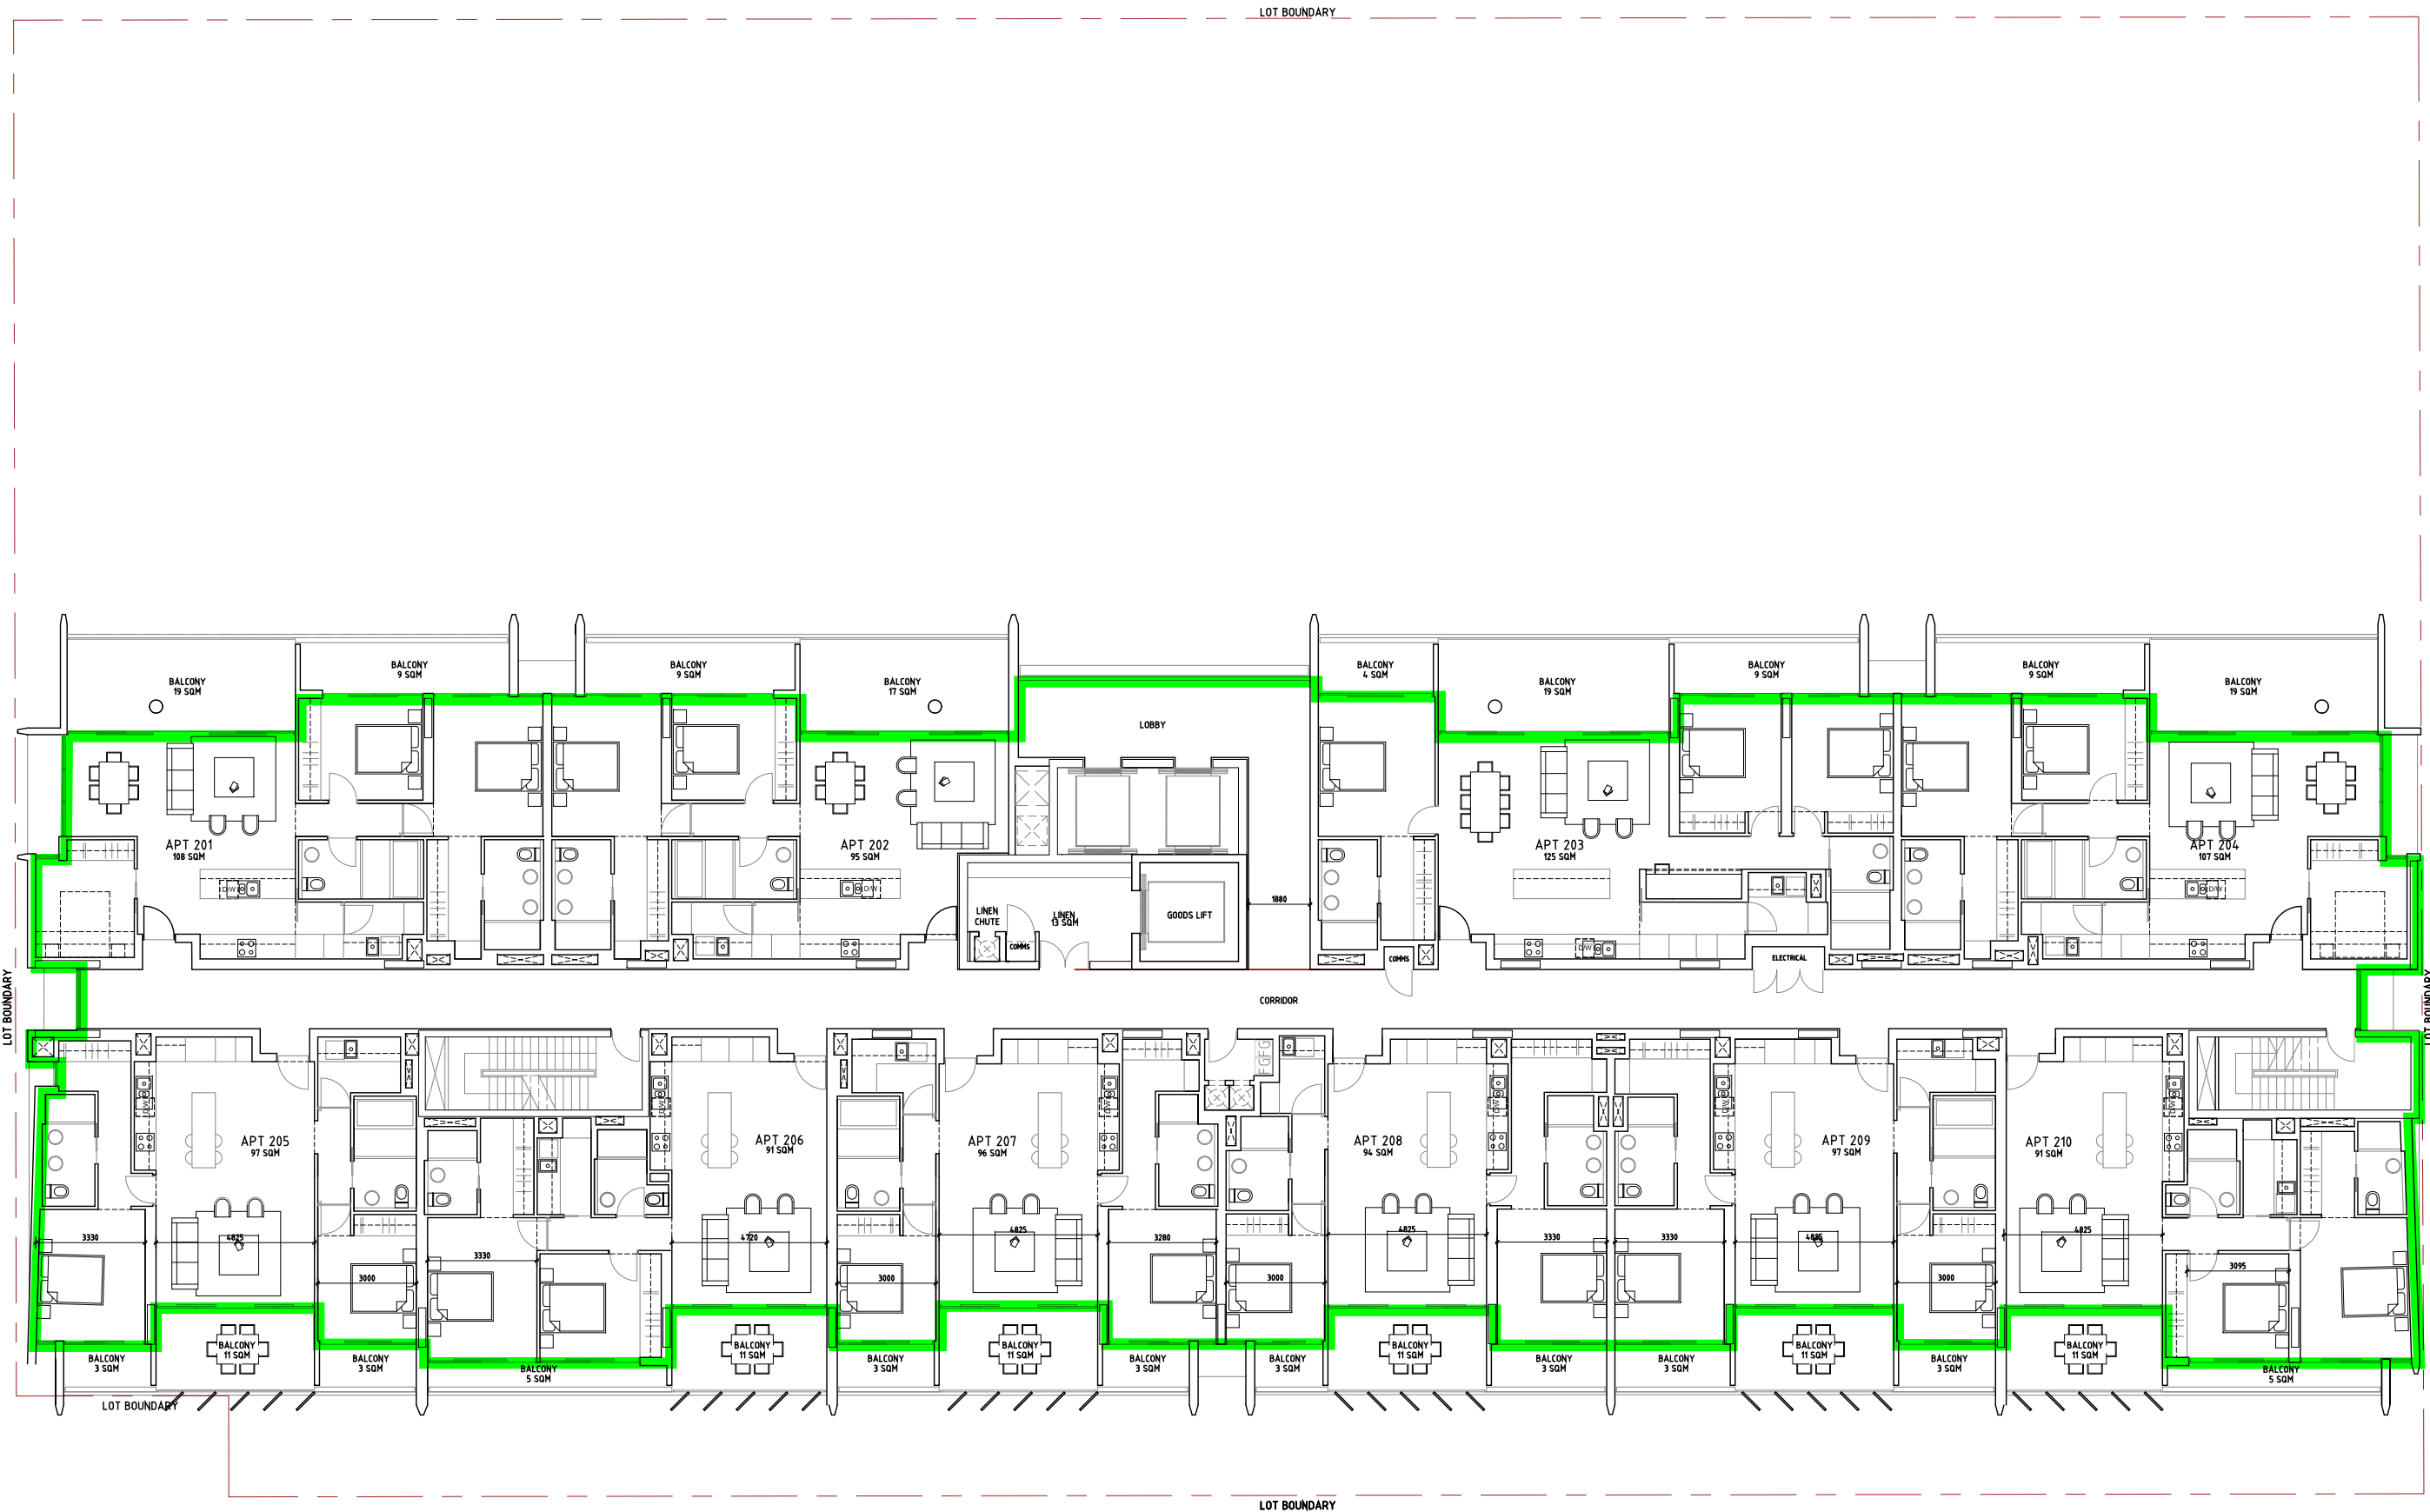 LOT BOUNDARY
BALCONY
19 SQM
BALCONY
9 SQM
BALCONY
9 SQM
BALCONY
17 SQM
BALCONY
4 SQM
BALCONY
19 SQM
BALCONY
9 SQM
BALCONY
9 SQM
BALCONY
19 SQM
LOBBY
APT 201
108 SQM
APT 202
95 SQM
APT 203
125 SQM
APT 204
107 SQM
D/W
D/W
D/W
D/W
LINEN
CHUTE
COMMS
LINEN
13 SQM
GOODS LIFT
1880
COMMS
ELECTRICAL
LOT BOUNDARY
CORRIDOR
LOT BOUNDARY
F G F G
D/W
D/W
D/W
D/W
D/W
D/W
APT 205
97 SQM
APT 206
91 SQM
APT 207
96 SQM
APT 208
94 SQM
APT 209
97 SQM
APT 210
91 SQM
3330
4825
3000
3330
4720
3000
4825
3280
3000
4825
3330
3330
4825
3000
4825
3095
BALCONY
3 SQM
BALCONY
11 SQM
BALCONY
3 SQM
BALCONY
5 SQM
BALCONY
11 SQM
BALCONY
3 SQM
BALCONY
11 SQM
BALCONY
3 SQM
BALCONY
3 SQM
BALCONY
11 SQM
BALCONY
3 SQM
BALCONY
3 SQM
BALCONY
11 SQM
BALCONY
3 SQM
BALCONY
11 SQM
BALCONY
5 SQM
LOT BOUNDARY
LOT BOUNDARY